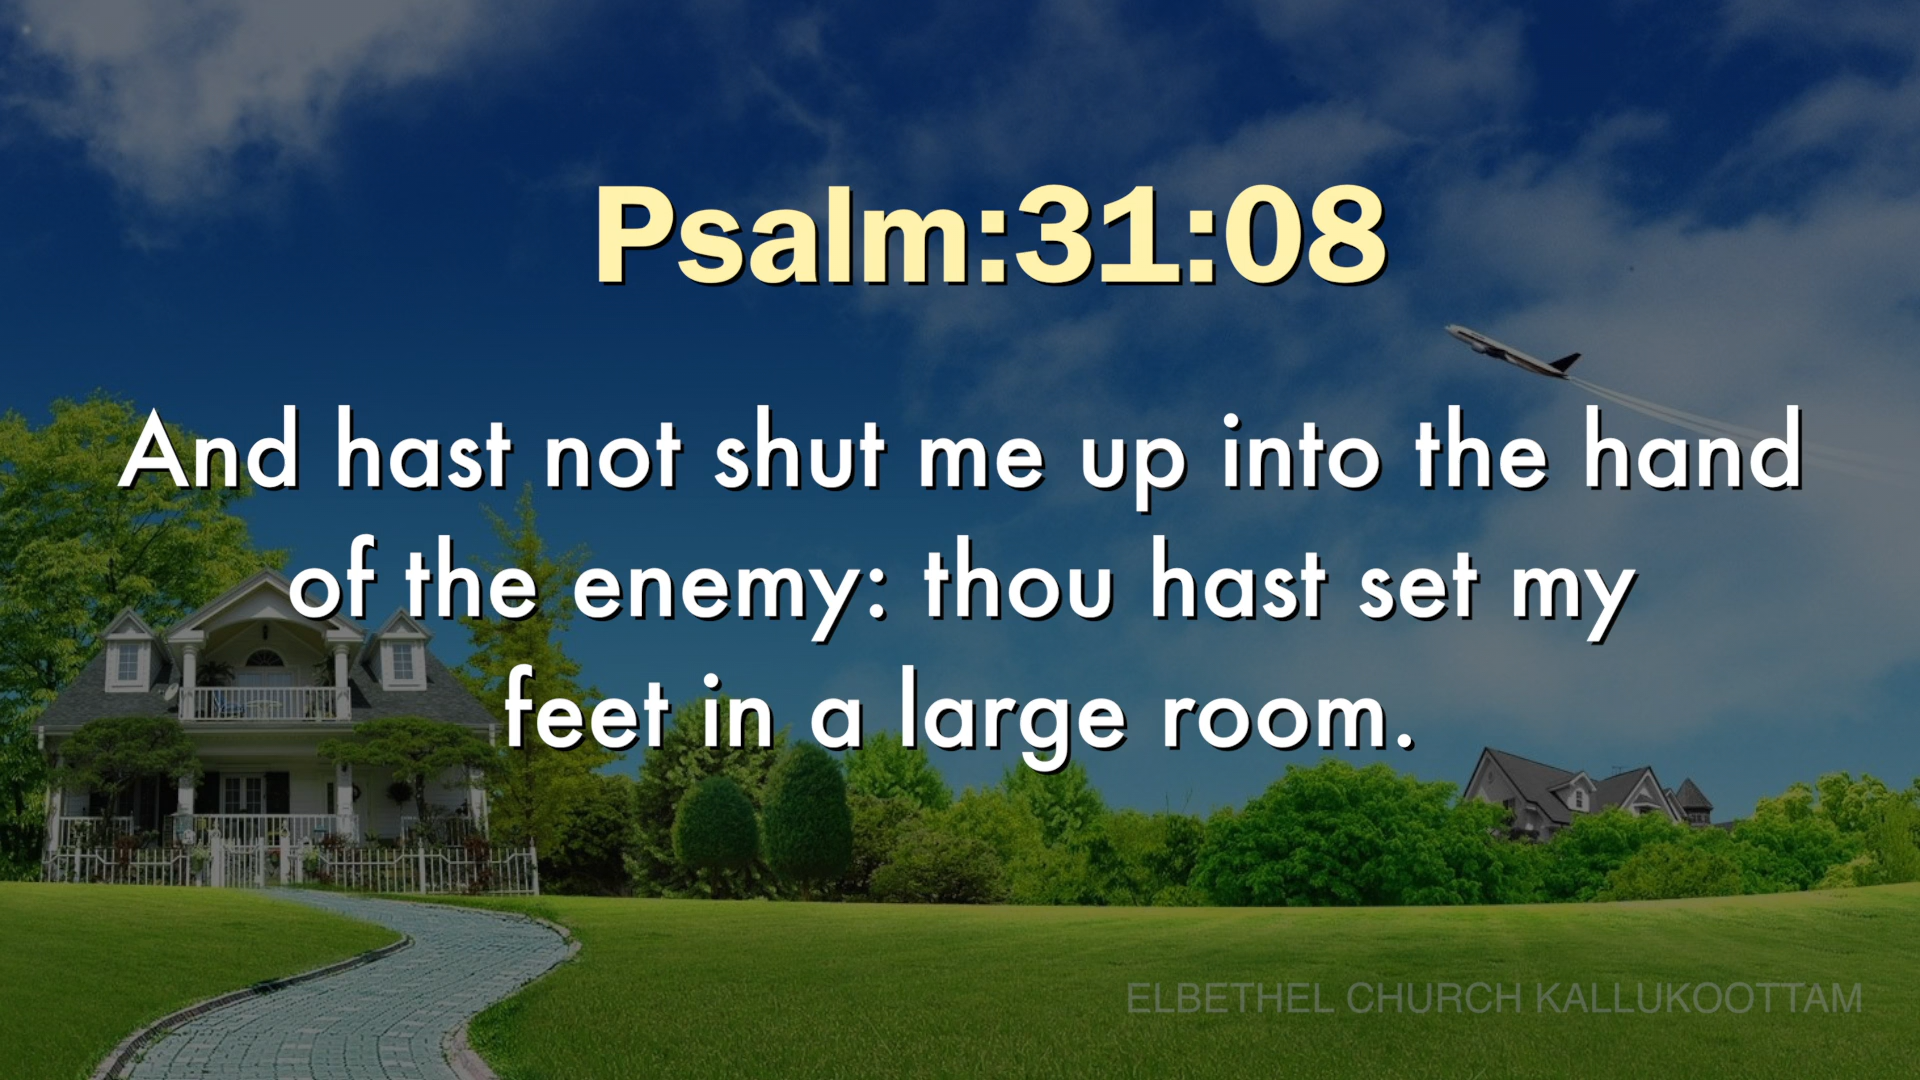 Psalm:31:08
And hast not shut me up into the hand
of the enemy: thou hast set my
feet in a large room.
ELBETHEL CHURCH KALLUKOOTTAM